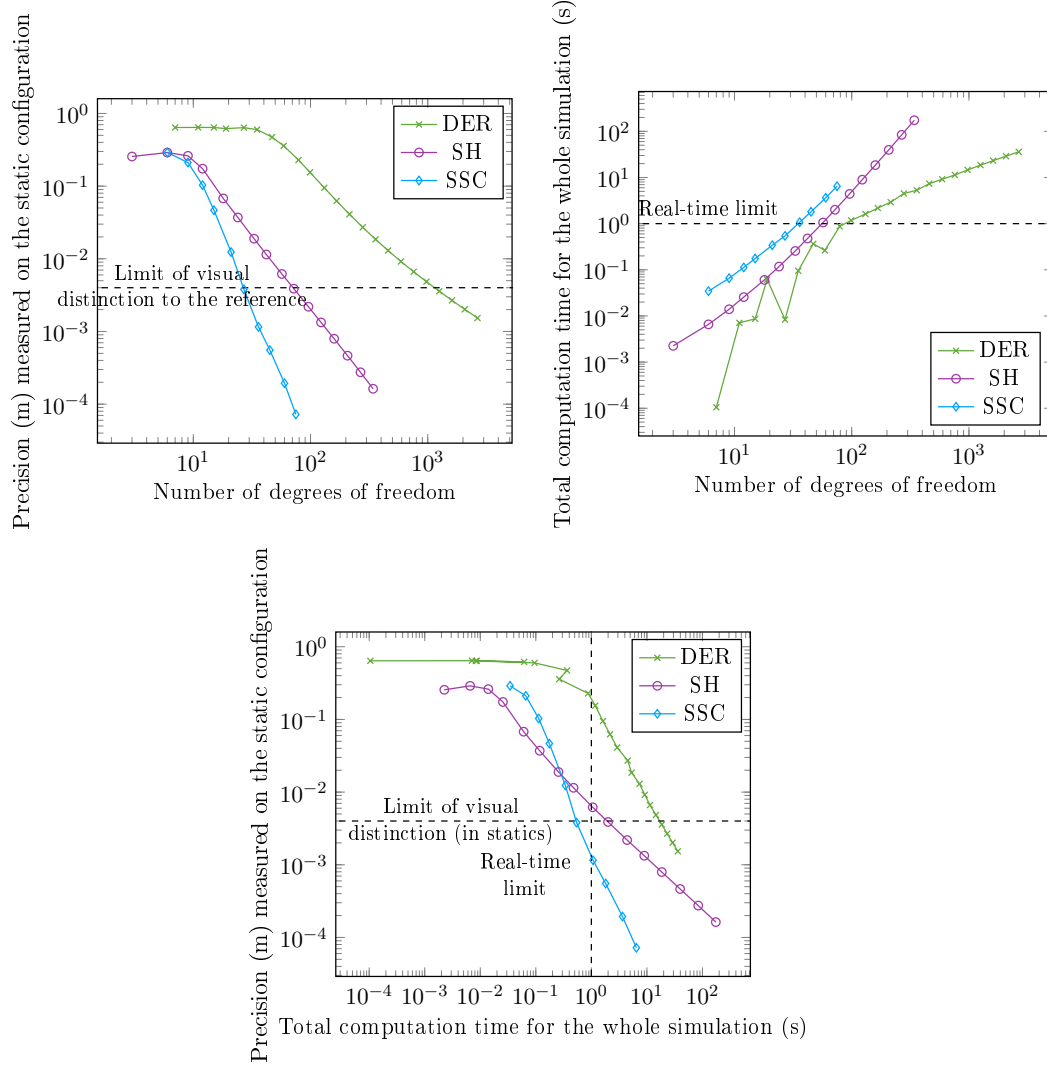 Precision (m) measured on the static configuration
10^0
10^-1
10^-2
10^-3
10^-4
DER
SH
SSC
Limit of visual
distinction to the reference
10^1
10^2
10^3
Number of degrees of freedom
Total computation time for the whole simulation (s)
10^2
10^1
10^0
10^-1
10^-2
10^-3
10^-4
Real-time limit
DER
SH
SSC
10^1
10^2
10^3
Number of degrees of freedom
Precision (m) measured on the static configuration
10^0
10^-1
10^-2
10^-3
10^-4
DER
SH
SSC
Limit of visual
distinction (in statics)
Real-time
limit
10^-4
10^-3
10^-2
10^-1
10^0
10^1
10^2
Total computation time for the whole simulation (s)